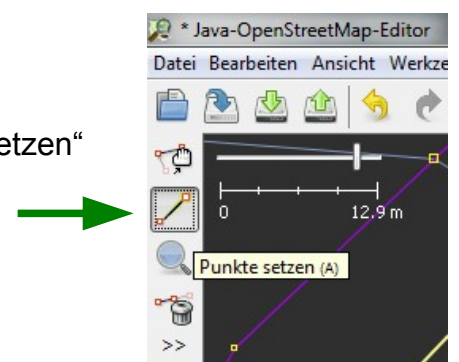 * Java-OpenStreetMap-Editor
Datei Bearbeiten Ansicht Werkze
etzen“
0 12.9 m
Punkte setzen (A)
>>